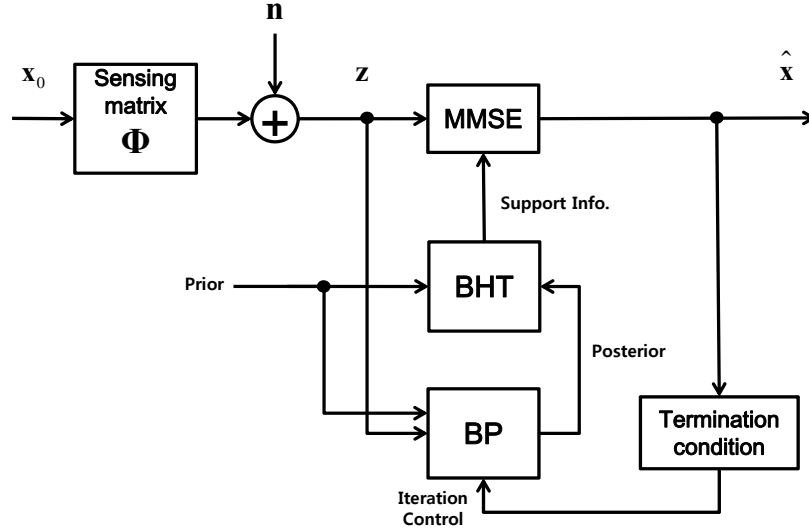 n
x₀
Sensing
matrix
Φ
+
z
MMSE
x̂
Support Info.
Prior
BHT
Posterior
BP
Termination
condition
Iteration
Control